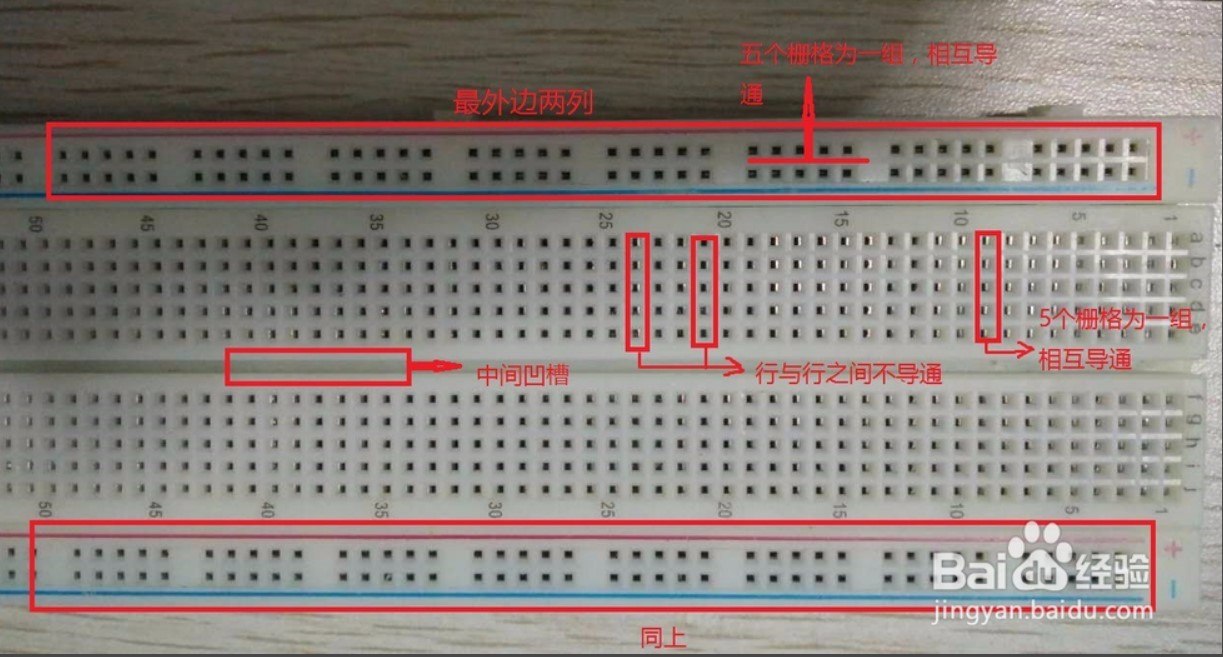 五个栅格为一组，相互导
通
最外边两列
+
-
50 45 40 35 30 25 20 15 10 5 1
a
b
c
d
e
5个栅格为一组，
相互导通
中间凹槽
行与行之间不导通
f
g
h
i
j
50 45 40 35 30 25 20 15 10 5 1
+
-
Bai du 经验
jingyan.baidu.com
同上